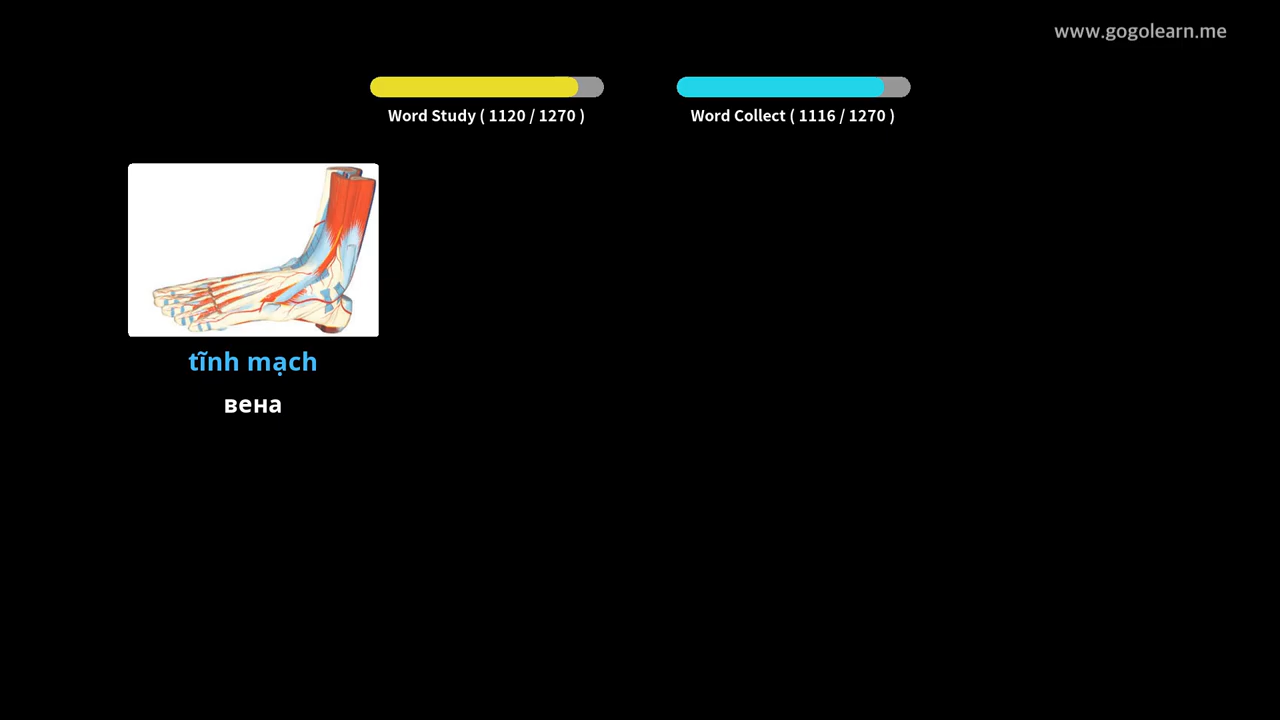 www.gogolearn.me
Word Study ( 1120 / 1270 )
Word Collect ( 1116 / 1270 )
tĩnh mạch
вена